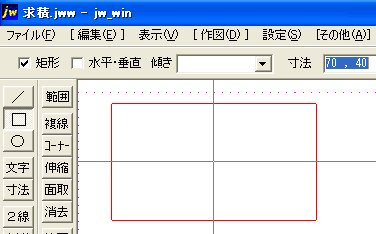 jw 求積.jww - jw_win
ファイル(F) [ 編集(E) ] 表示(V) [ 作図(D) ] 設定(S) [その他(A)]
矩形 水平・垂直 傾き 寸法 70 , 40
／ 範囲
□ 複線
○ コーナー
文字 伸縮
寸法 面取
２線 消去